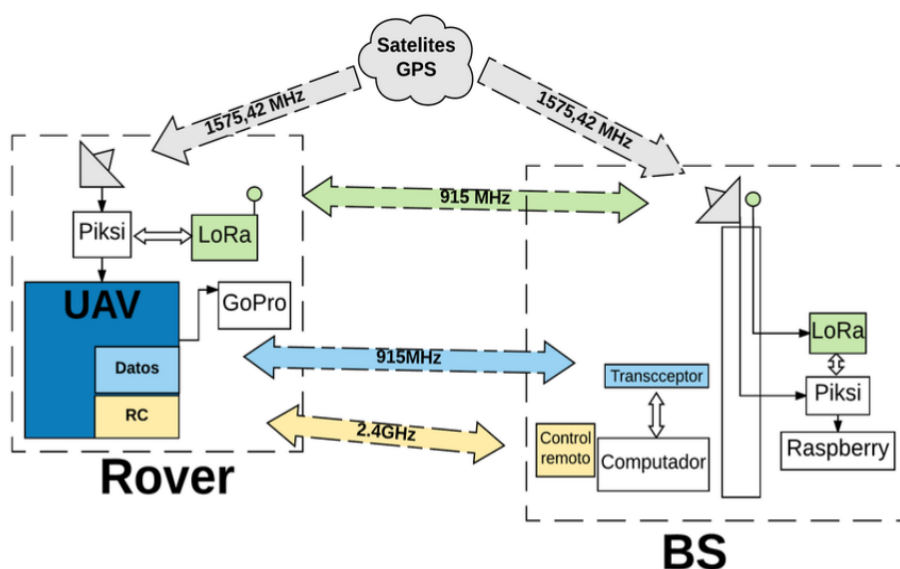 Satelites
GPS
1575,42 MHz
1575,42 MHz
915 MHz
Piksi
LoRa
UAV
GoPro
Datos
RC
915MHz
2.4GHz
Rover
LoRa
Transcceptor
Piksi
Control
remoto
Computador
Raspberry
BS